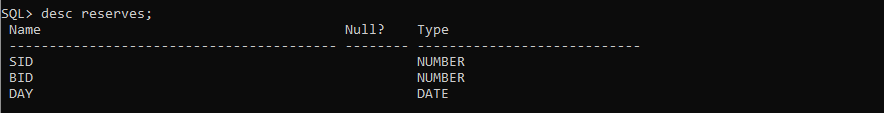 SQL> desc reserves;
Name Null? Type
----------------------------------------- -------- ----------------------------
SID NUMBER
BID NUMBER
DAY DATE